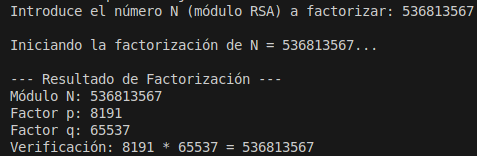 Introduce el número N (módulo RSA) a factorizar: 536813567
Iniciando la factorización de N = 536813567...
--- Resultado de Factorización ---
Módulo N: 536813567
Factor p: 8191
Factor q: 65537
Verificación: 8191 * 65537 = 536813567